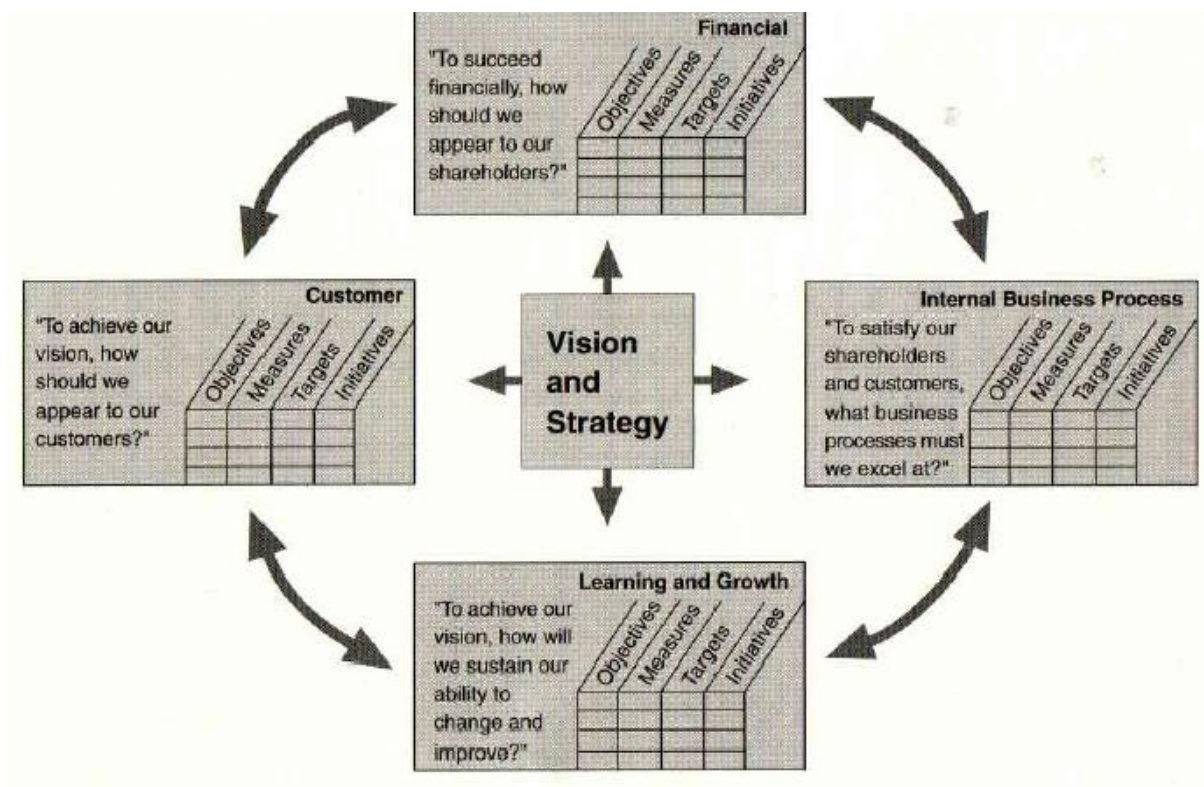 Financial
"To succeed
financially, how
should we
appear to our
shareholders?"
Objectives
Measures
Targets
Initiatives
Customer
"To achieve our
vision, how
should we
appear to our
customers?"
Objectives
Measures
Targets
Initiatives
Vision
and
Strategy
Internal Business Process
"To satisfy our
shareholders
and customers,
what business
processes must
we excel at?"
Objectives
Measures
Targets
Initiatives
Learning and Growth
"To achieve our
vision, how will
we sustain our
ability to
change and
improve?"
Objectives
Measures
Targets
Initiatives